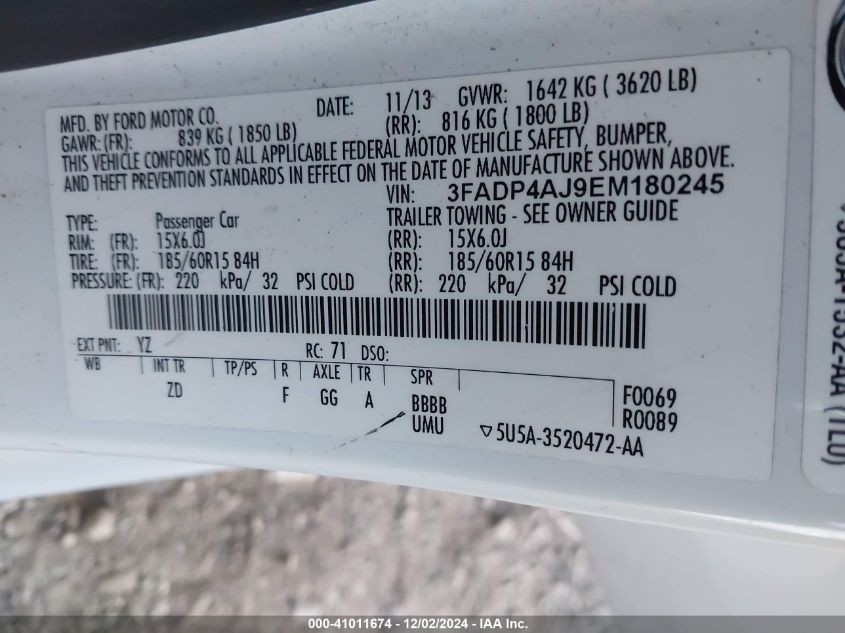 MFD. BY FORD MOTOR CO. DATE: 11/13 GVWR: 1642 KG ( 3620 LB)
GAWR: (FR): 839 KG ( 1850 LB) (RR): 816 KG ( 1800 LB)
THIS VEHICLE CONFORMS TO ALL APPLICABLE FEDERAL MOTOR VEHICLE SAFETY, BUMPER,
AND THEFT PREVENTION STANDARDS IN EFFECT ON THE DATE OF MANUFACTURE SHOWN ABOVE.
VIN: 3FADP4AJ9EM180245
TYPE: Passenger Car TRAILER TOWING - SEE OWNER GUIDE
RIM: (FR): 15X6.0J (RR): 15X6.0J
TIRE: (FR): 185/60R15 84H (RR): 185/60R15 84H
PRESSURE: (FR): 220 kPa/ 32 PSI COLD (RR): 220 kPa/ 32 PSI COLD
EXT PNT: YZ RC: 71 DSO:
WB INT TR TP/PS R AXLE TR SPR
ZD F GG A BBBB F0069
UMU R0089
▽5U5A-3520472-AA
000-41011674 - 12/02/2024 - IAA Inc.